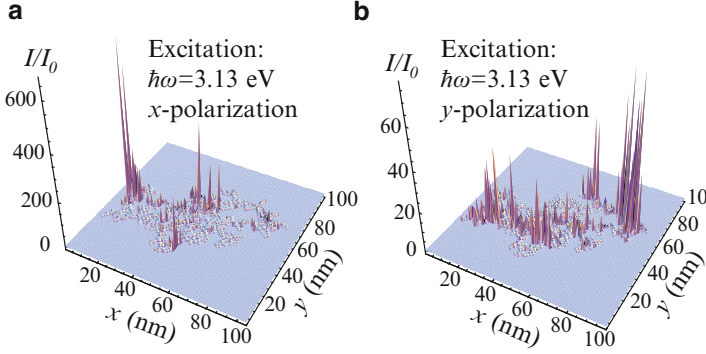 a
Excitation:
ħω=3.13 eV
x-polarization
I/I0
600
400
200
0
20
40
60
80
100
x (nm)
20
40
60
80
100
y (nm)
b
Excitation:
ħω=3.13 eV
y-polarization
I/I0
60
40
20
0
20
40
60
80
100
x (nm)
20
40
60
80
10
y (nm)